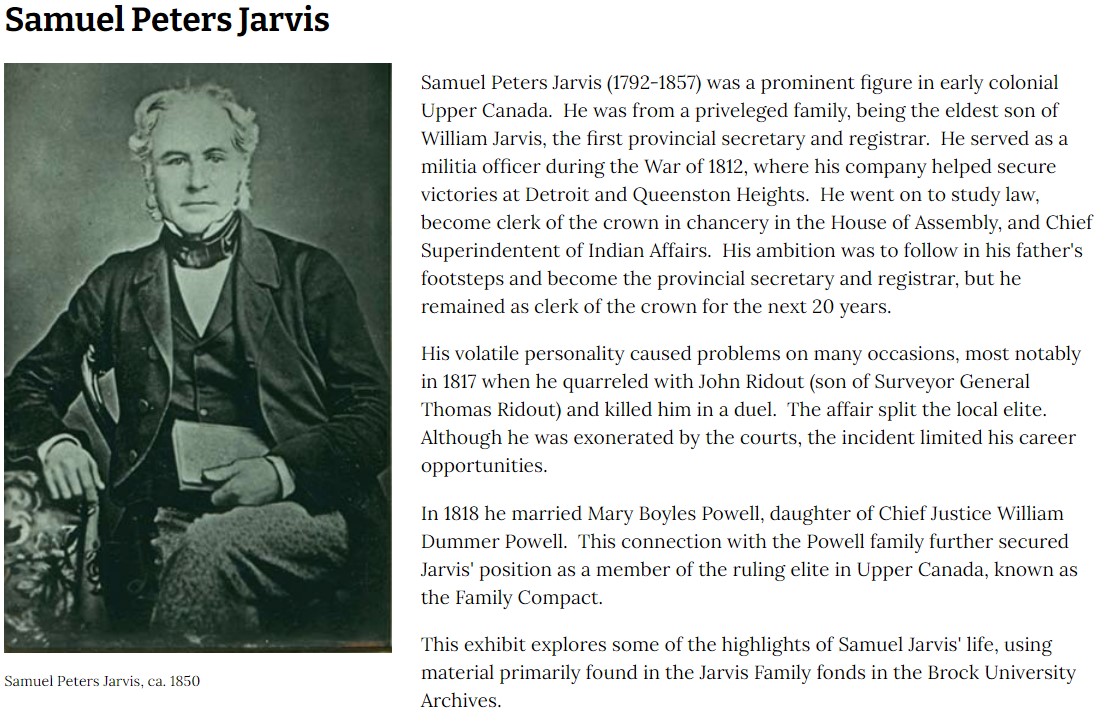 Samuel Peters Jarvis
Samuel Peters Jarvis (1792-1857) was a prominent figure in early colonial
Upper Canada.  He was from a priveleged family, being the eldest son of
William Jarvis, the first provincial secretary and registrar.  He served as a
militia officer during the War of 1812, where his company helped secure
victories at Detroit and Queenston Heights.  He went on to study law,
become clerk of the crown in chancery in the House of Assembly, and Chief
Superindentent of Indian Affairs.  His ambition was to follow in his father's
footsteps and become the provincial secretary and registrar, but he
remained as clerk of the crown for the next 20 years.
His volatile personality caused problems on many occasions, most notably
in 1817 when he quarreled with John Ridout (son of Surveyor General
Thomas Ridout) and killed him in a duel.  The affair split the local elite.
Although he was exonerated by the courts, the incident limited his career
opportunities.
In 1818 he married Mary Boyles Powell, daughter of Chief Justice William
Dummer Powell.  This connection with the Powell family further secured
Jarvis' position as a member of the ruling elite in Upper Canada, known as
the Family Compact.
This exhibit explores some of the highlights of Samuel Jarvis' life, using
material primarily found in the Jarvis Family fonds in the Brock University
Archives.
Samuel Peters Jarvis, ca. 1850